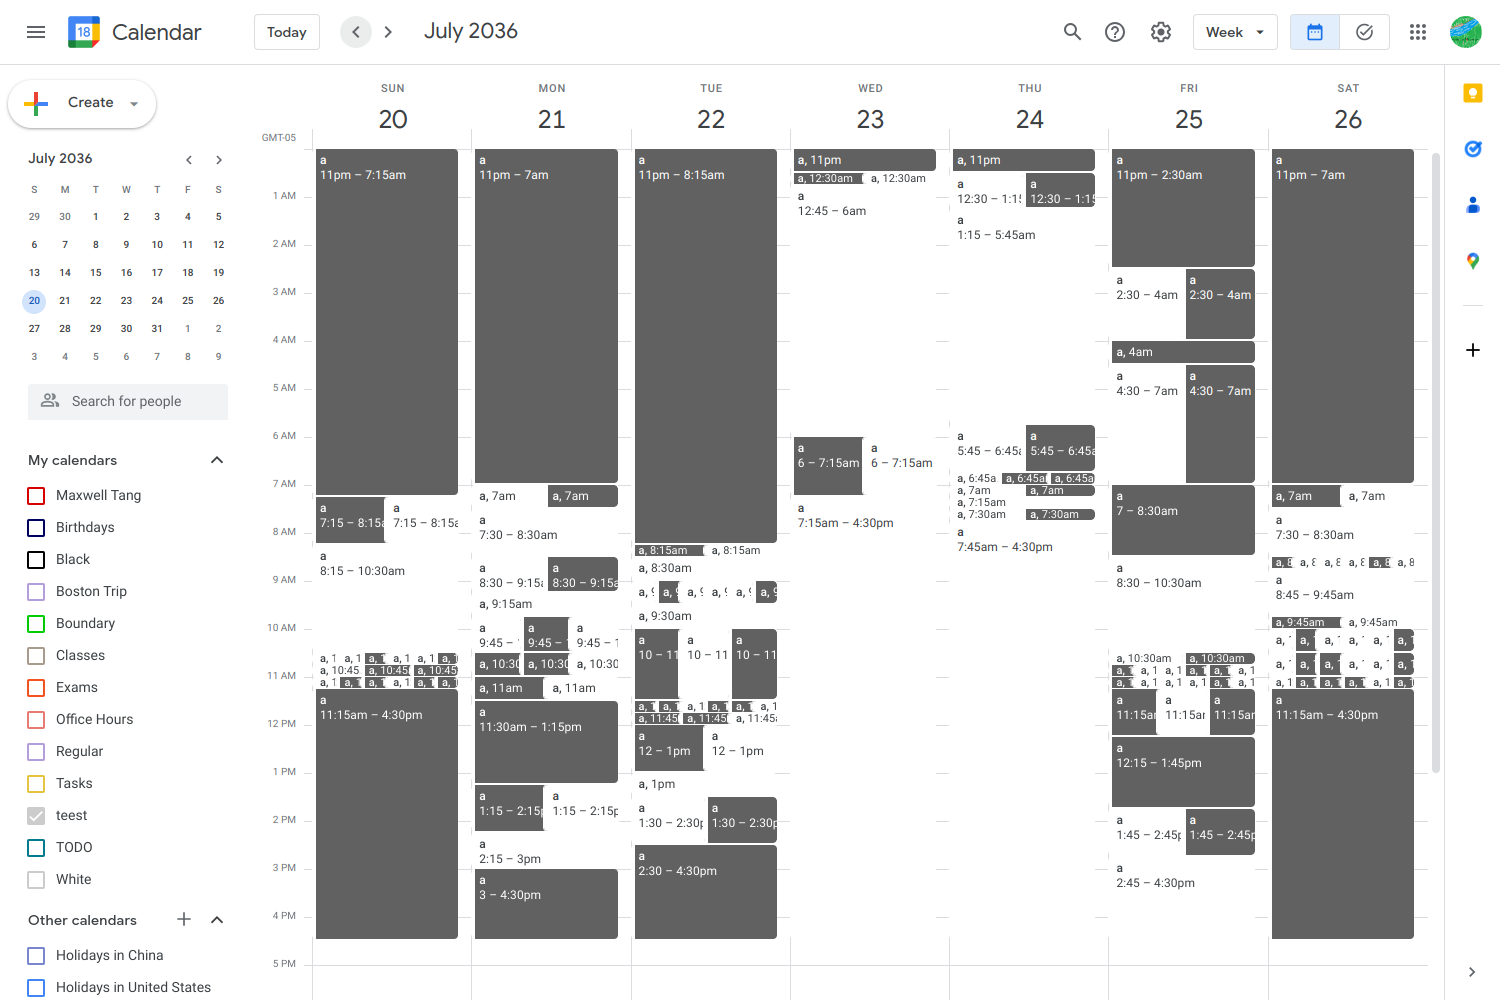 18 Calendar
Today
July 2036
Week
Create
July 2036
S M T W T F S
29 30 1 2 3 4 5
6 7 8 9 10 11 12
13 14 15 16 17 18 19
20 21 22 23 24 25 26
27 28 29 30 31 1 2
3 4 5 6 7 8 9
Search for people
My calendars
Maxwell Tang
Birthdays
Black
Boston Trip
Boundary
Classes
Exams
Office Hours
Regular
Tasks
teest
TODO
White
Other calendars
Holidays in China
Holidays in United States
GMT-05
1 AM
2 AM
3 AM
4 AM
5 AM
6 AM
7 AM
8 AM
9 AM
10 AM
11 AM
12 PM
1 PM
2 PM
3 PM
4 PM
5 PM
SUN
20
a
11pm – 7:15am
a
7:15 – 8:15a
a
7:15 – 8:15a
a
8:15 – 10:30am
a, 1 a, 1 a, 1 a, 1 a, 1
a, 10:45 a, 10:45 a, 10:45
a, 1 a, 1 a, 1 a, 1 a, 1
a
11:15am – 4:30pm
MON
21
a
11pm – 7am
a, 7am a, 7am
a
7:30 – 8:30am
a
8:30 – 9:15a
a
8:30 – 9:15a
a, 9:15am
a
9:45 –
a
9:45 –
a
9:45 – 1
a, 10:30 a, 10:30 a, 10:30
a, 11am a, 11am
a
11:30am – 1:15pm
a
1:15 – 2:15p
a
1:15 – 2:15p
a
2:15 – 3pm
a
3 – 4:30pm
TUE
22
a
11pm – 8:15am
a, 8:15am a, 8:15am
a, 8:30am
a, 9 a, 9 a, 9 a, 9 a, 9 a, 9
a, 9:30am
a
10 – 11
a
10 – 11
a
10 – 11
a, 1 a, 1 a, 1 a, 1 a, 1 a, 1
a, 11:45 a, 11:45 a, 11:45
a
12 – 1pm
a
12 – 1pm
a, 1pm
a
1:30 – 2:30p
a
1:30 – 2:30p
a
2:30 – 4:30pm
WED
23
a, 11pm
a, 12:30am a, 12:30am
a
12:45 – 6am
a
6 – 7:15am
a
6 – 7:15am
a
7:15am – 4:30pm
THU
24
a, 11pm
a
12:30 – 1:15
a
12:30 – 1:15
a
1:15 – 5:45am
a
5:45 – 6:45a
a
5:45 – 6:45a
a, 6:45a a, 6:45a a, 6:45a
a, 7am a, 7am
a, 7:15am
a, 7:30am a, 7:30am
a
7:45am – 4:30pm
FRI
25
a
11pm – 2:30am
a
2:30 – 4am
a
2:30 – 4am
a, 4am
a
4:30 – 7am
a
4:30 – 7am
a
7 – 8:30am
a
8:30 – 10:30am
a, 10:30am a, 10:30am
a, 1 a, 1 a, 1 a, 1 a, 1 a, 1
a, 1 a, 1 a, 1 a, 1 a, 1 a, 1
a
11:15ar
a
11:15ar
a
11:15ar
a
12:15 – 1:45pm
a
1:45 – 2:45p
a
1:45 – 2:45p
a
2:45 – 4:30pm
SAT
26
a
11pm – 7am
a, 7am a, 7am
a
7:30 – 8:30am
a, 8 a, 8 a, 8 a, 8 a, 8 a, 8
a
8:45 – 9:45am
a, 9:45am a, 9:45am
a, 1 a, 1 a, 1 a, 1 a, 1 a, 1
a, 1 a, 1 a, 1 a, 1 a, 1 a, 1
a, 1 a, 1 a, 1 a, 1 a, 1 a, 1
a
11:15am – 4:30pm